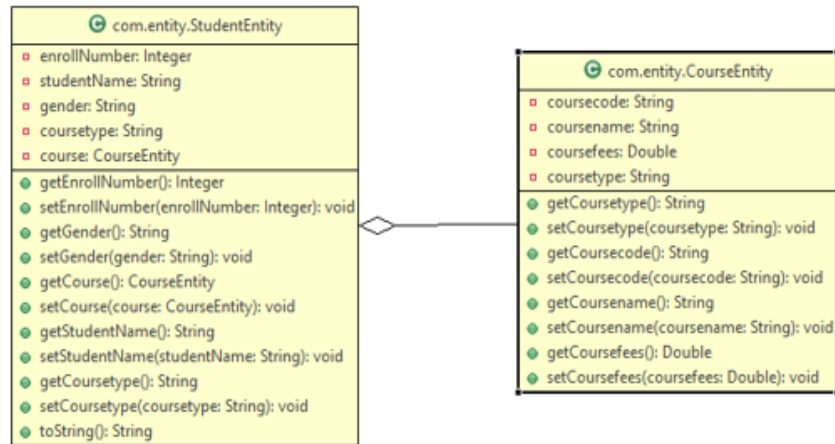 com.entity.StudentEntity
enrollNumber: Integer
studentName: String
gender: String
coursetype: String
course: CourseEntity
getEnrollNumber(): Integer
setEnrollNumber(enrollNumber: Integer): void
getGender(): String
setGender(gender: String): void
getCourse(): CourseEntity
setCourse(course: CourseEntity): void
getStudentName(): String
setStudentName(studentName: String): void
getCoursetype(): String
setCoursetype(coursetype: String): void
toString(): String
com.entity.CourseEntity
coursecode: String
coursename: String
coursefees: Double
coursetype: String
getCoursetype(): String
setCoursetype(coursetype: String): void
getCoursecode(): String
setCoursecode(coursecode: String): void
getCoursename(): String
setCoursename(coursename: String): void
getCoursefees(): Double
setCoursefees(coursefees: Double): void